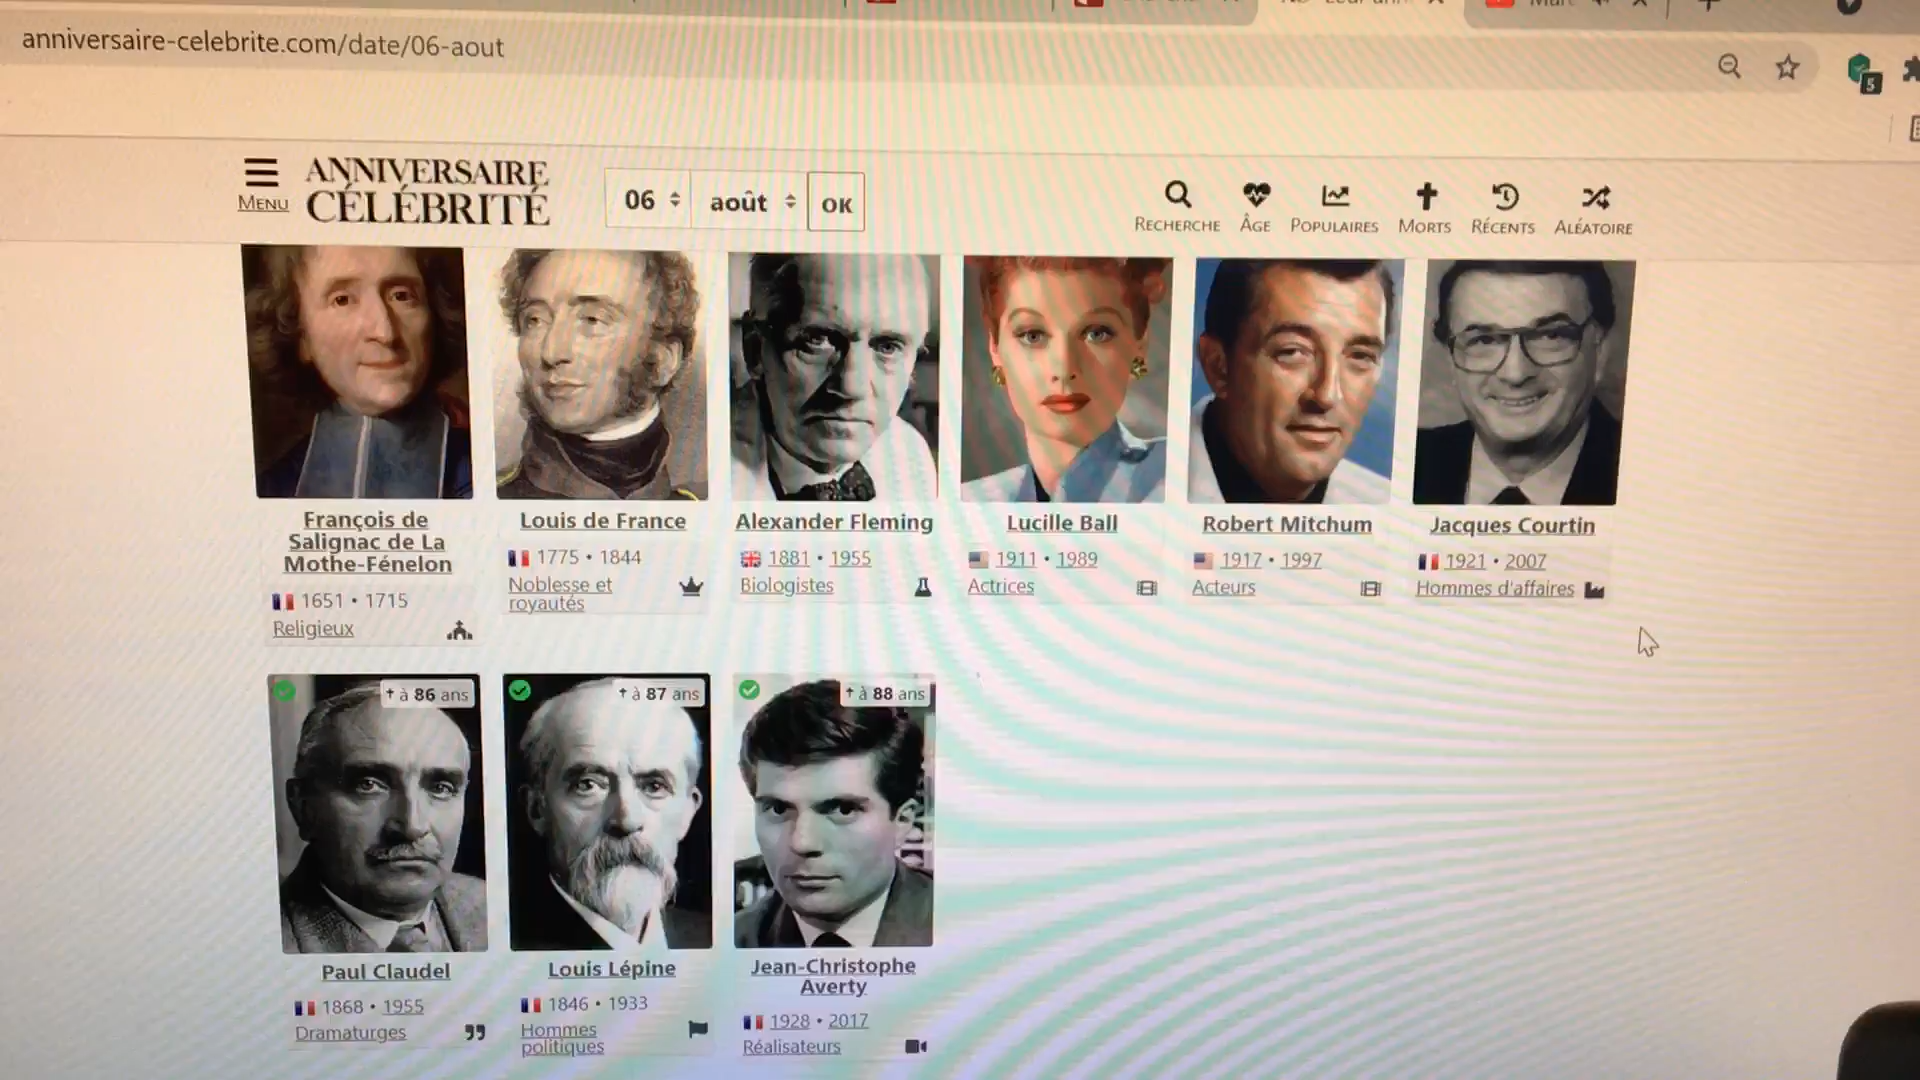 anniversaire-celebrite.com/date/06-aout
5
MENU
ANNIVERSAIRE
CÉLÉBRITÉ
06
août
OK
RECHERCHE
ÂGE
POPULAIRES
MORTS
RÉCENTS
ALÉATOIRE
François de
Salignac de La
Mothe-Fénelon
1651 • 1715
Religieux
Louis de France
1775 • 1844
Noblesse et
royautés
Alexander Fleming
1881 • 1955
Biologistes
Lucille Ball
1911 • 1989
Actrices
Robert Mitchum
1917 • 1997
Acteurs
Jacques Courtin
1921 • 2007
Hommes d'affaires
† à 86 ans
Paul Claudel
1868 • 1955
Dramaturges
† à 87 ans
Louis Lépine
1846 • 1933
Hommes
politiques
† à 88 ans
Jean-Christophe
Averty
1928 • 2017
Réalisateurs